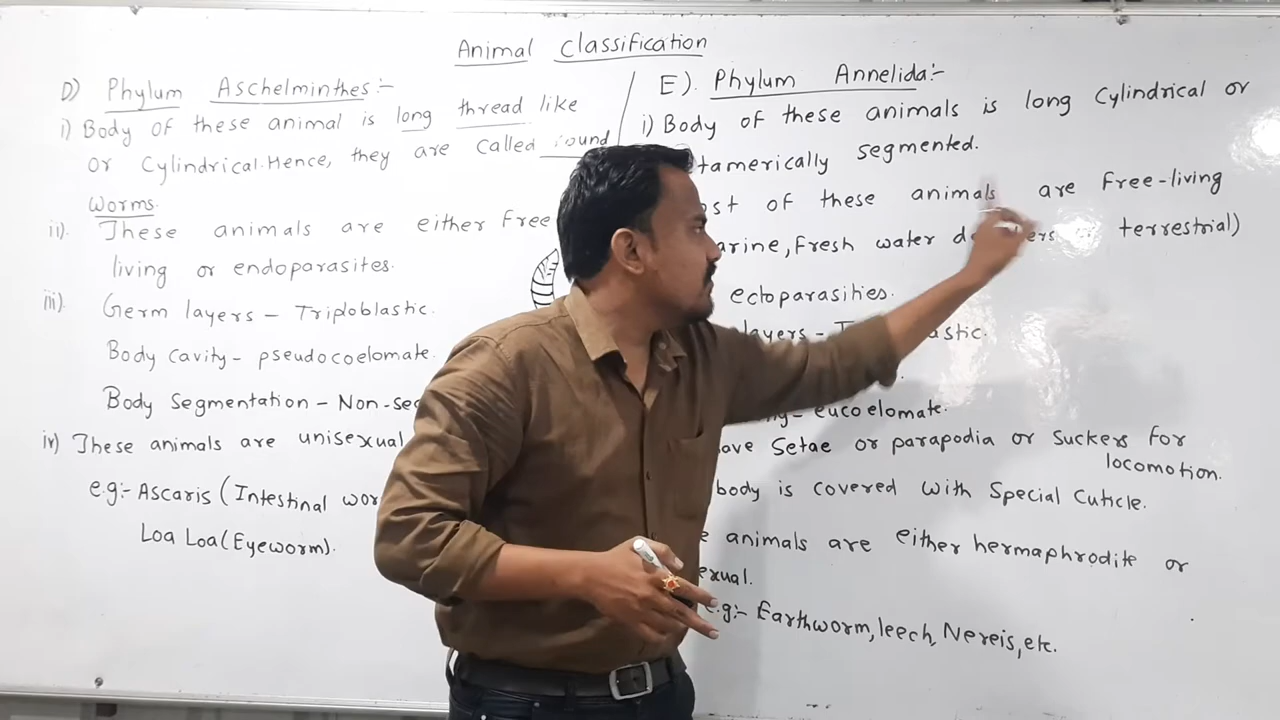 Animal Classification
D) Phylum Aschelminthes:-
i) Body of these animal is long thread like
or Cylindrical. Hence, they are called round
Worms.
ii). These animals are either Free
living or endoparasites.
iii). Germ layers - Triploblastic.
Body cavity - pseudocoelomate.
Body Segmentation - Non-seg
iv) These animals are unisexual
e.g:- Ascaris (Intestinal wor
Loa Loa (Eyeworm).
E). Phylum Annelida:-
i) Body of these animals is long Cylindrical or
tamerically segmented.
ost of these animals are Free-living
arine, Fresh water terrestrial)
ectoparasities.
layers - astic.
eucoelomate.
ave Setae or parapodia or Suckers for
locomotion.
body is covered with Special Cuticle.
e animals are either hermaphrodite or
exual.
e.g:- Earthworm, leech, Nereis, etc.